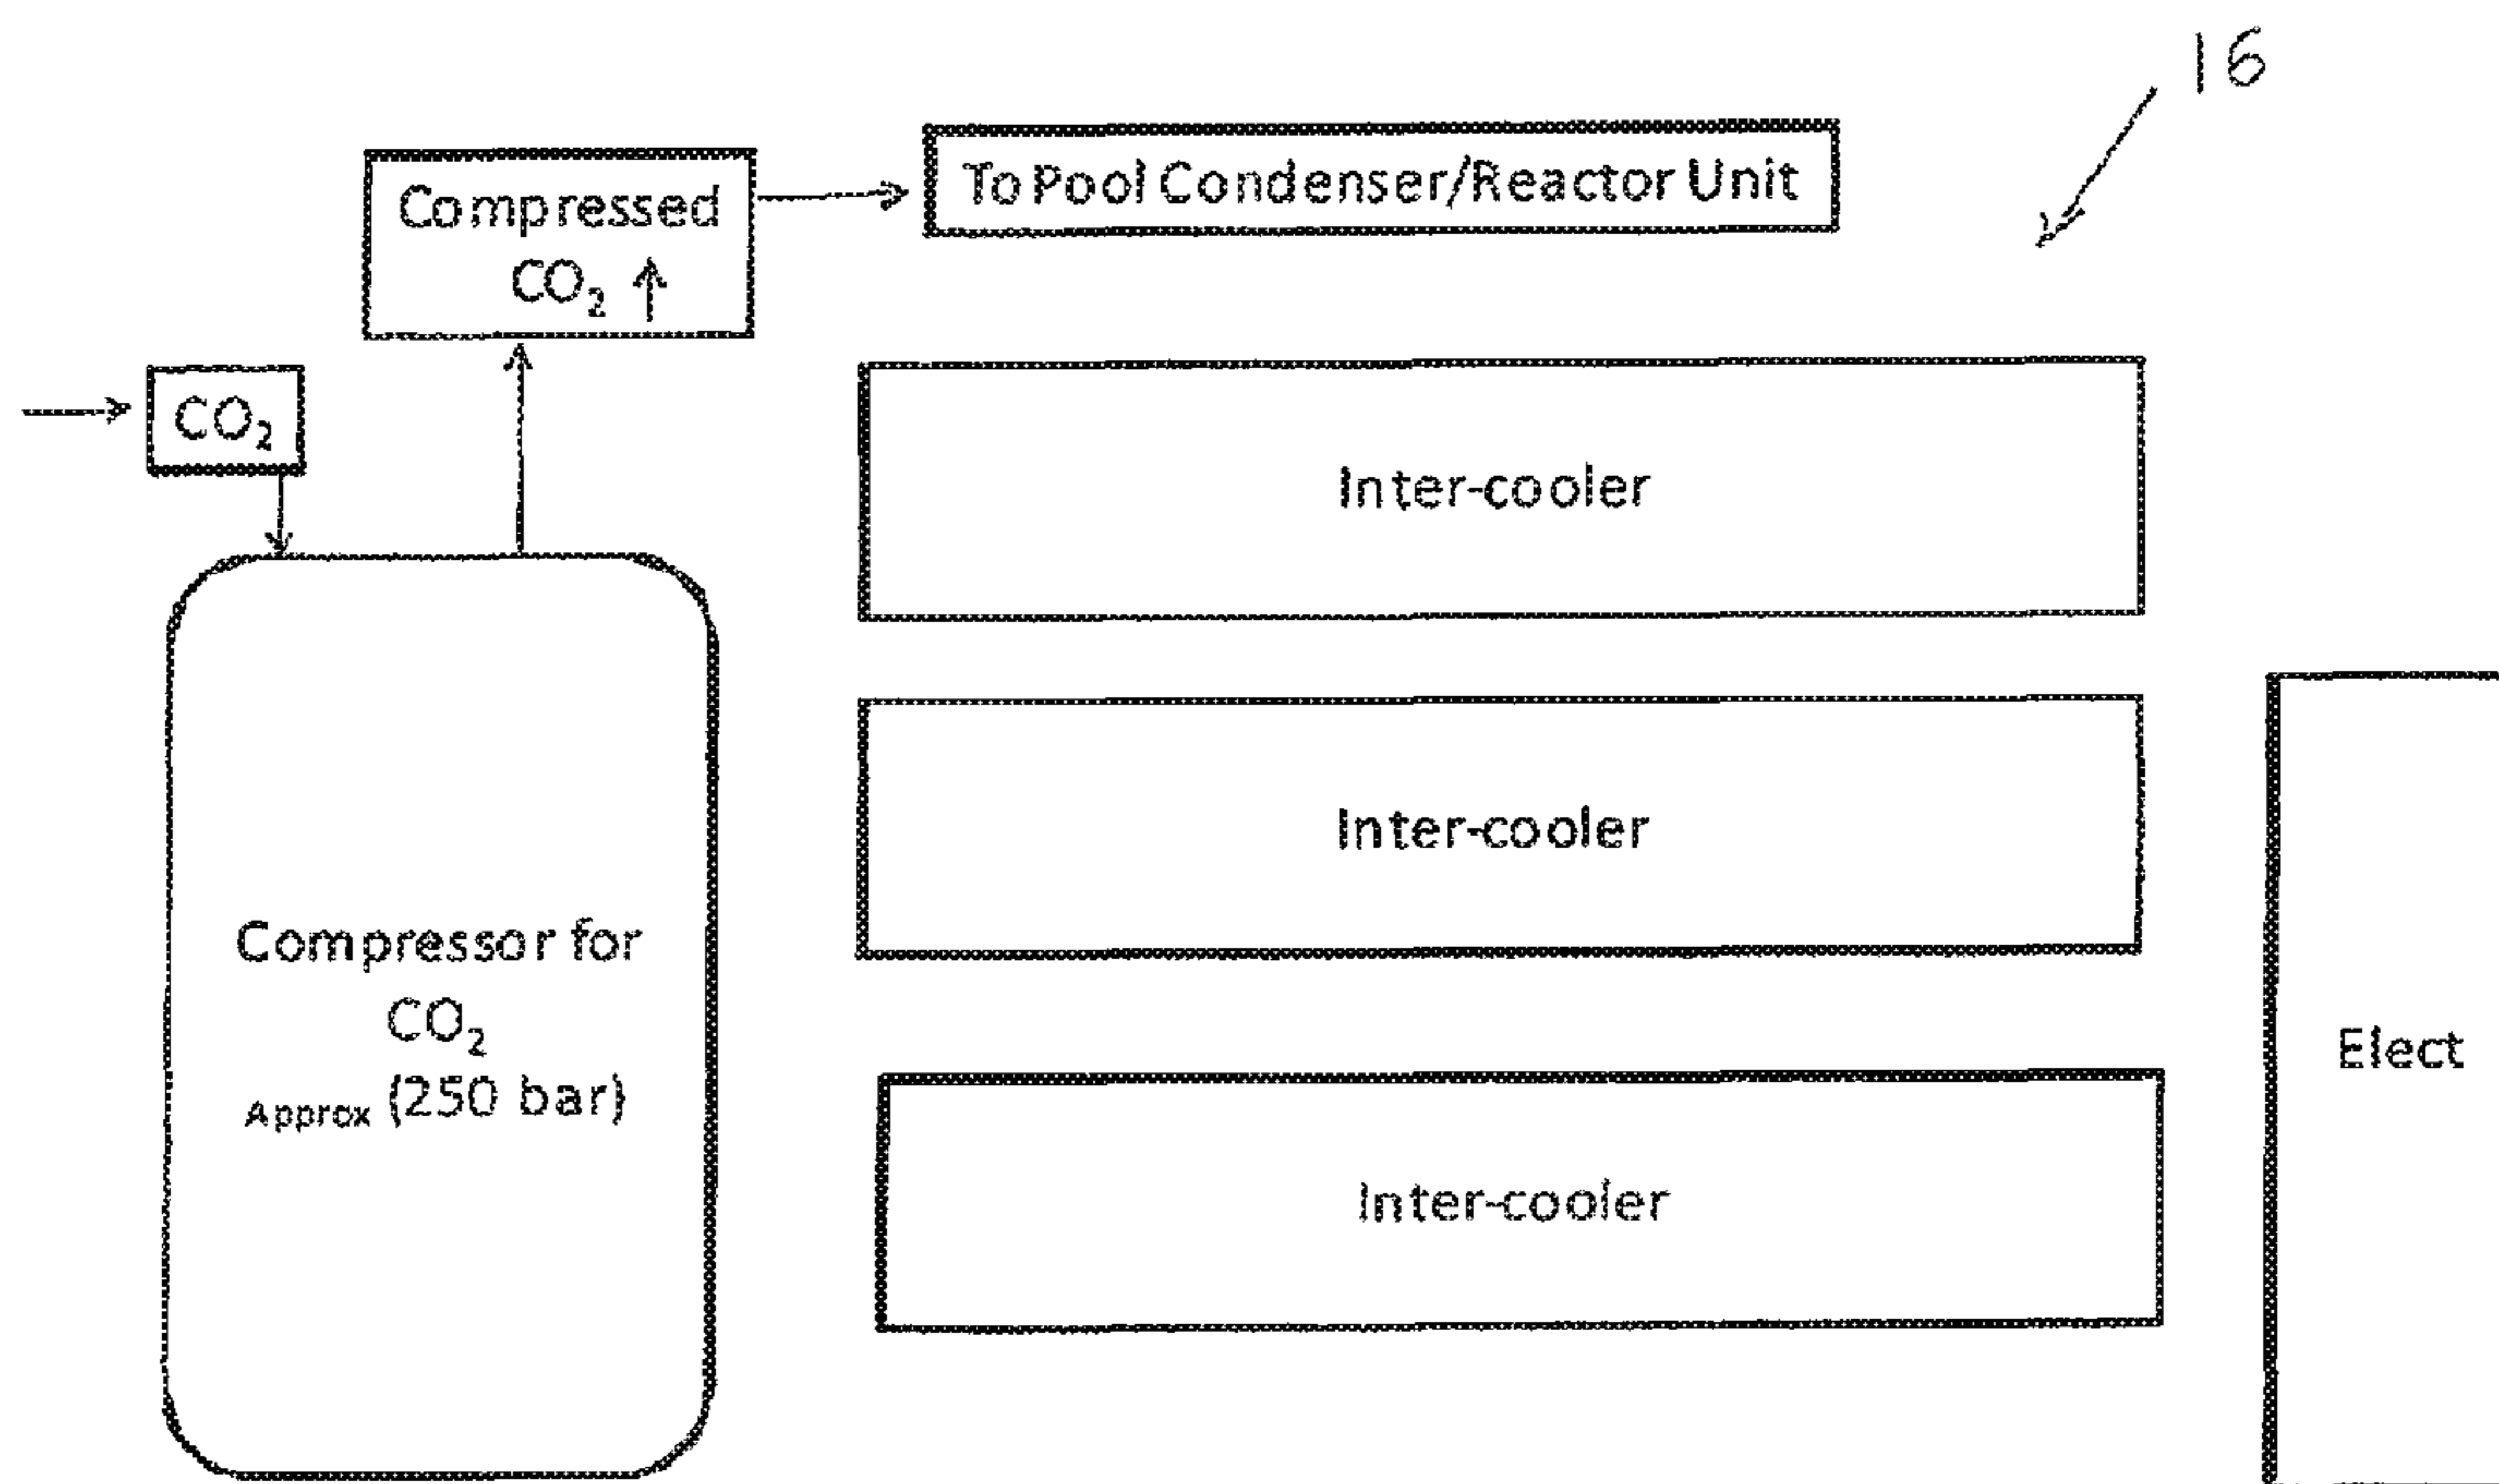 16
To Pool Condenser/Reactor Unit
Compressed
CO₂ ↑
CO₂
Inter-cooler
Inter-cooler
Compressor for
CO₂
Approx (250 bar)
Elect
Inter-cooler